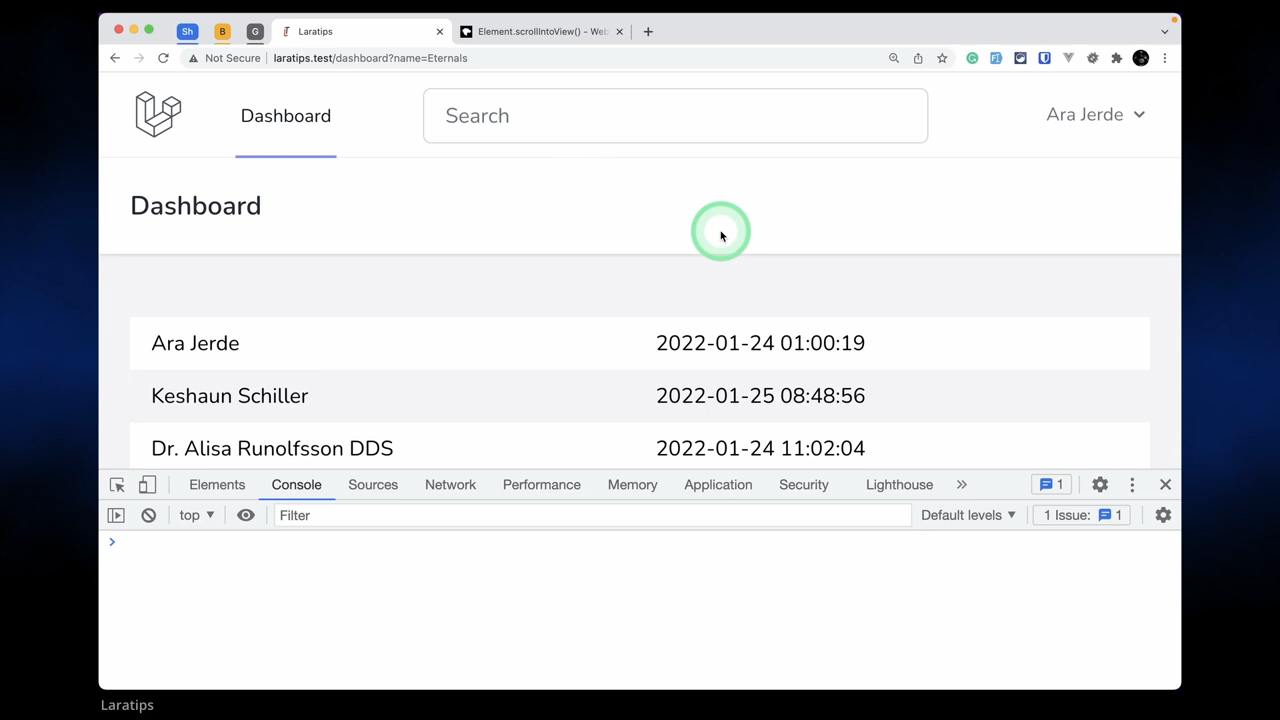 Sh B G Laratips Element.scrollIntoView() - Web
Not Secure laratips.test/dashboard?name=Eternals
Dashboard Search Ara Jerde
Dashboard
Ara Jerde 2022-01-24 01:00:19
Keshaun Schiller 2022-01-25 08:48:56
Dr. Alisa Runolfsson DDS 2022-01-24 11:02:04
Elements Console Sources Network Performance Memory Application Security Lighthouse » 1
top Filter Default levels 1 Issue: 1
>
Laratips